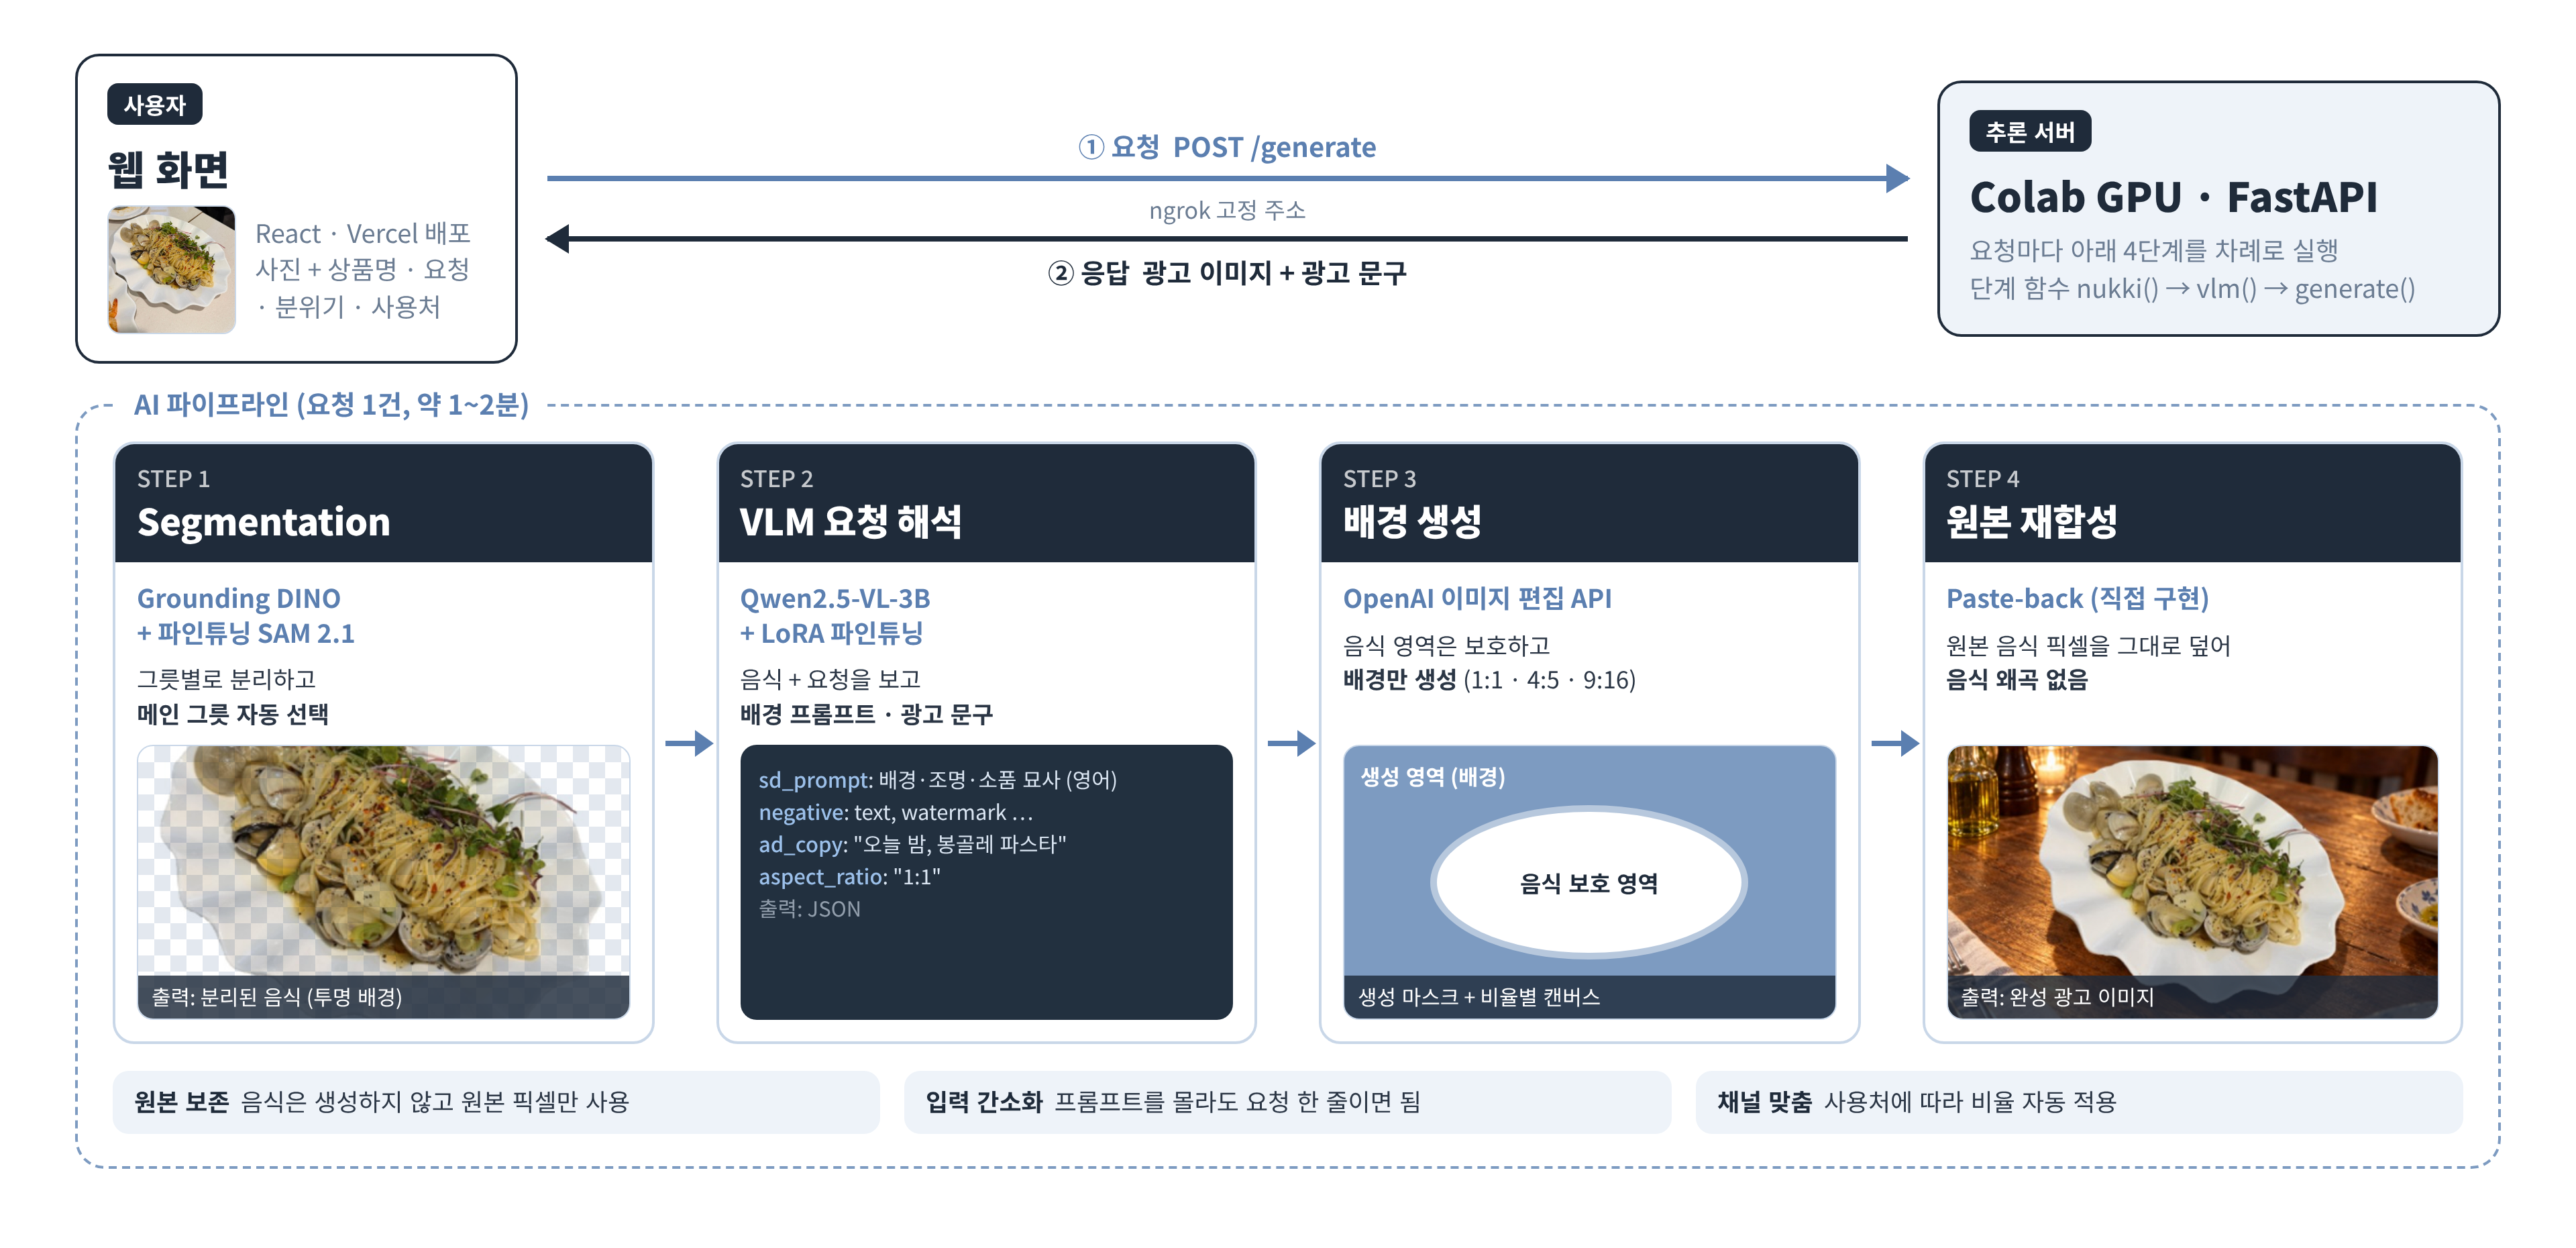 사용자
웹 화면
React · Vercel 배포
사진 + 상품명 · 요청
· 분위기 · 사용처
① 요청 POST /generate
ngrok 고정 주소
② 응답 광고 이미지 + 광고 문구
추론 서버
Colab GPU · FastAPI
요청마다 아래 4단계를 차례로 실행
단계 함수 nukki() → vlm() → generate()
AI 파이프라인 (요청 1건, 약 1~2분)
STEP 1
Segmentation
Grounding DINO
+ 파인튜닝 SAM 2.1
그릇별로 분리하고
메인 그릇 자동 선택
출력: 분리된 음식 (투명 배경)
STEP 2
VLM 요청 해석
Qwen2.5-VL-3B
+ LoRA 파인튜닝
음식 + 요청을 보고
배경 프롬프트 · 광고 문구
sd_prompt: 배경·조명·소품 묘사 (영어)
negative: text, watermark …
ad_copy: "오늘 밤, 봉골레 파스타"
aspect_ratio: "1:1"
출력: JSON
STEP 3
배경 생성
OpenAI 이미지 편집 API
음식 영역은 보호하고
배경만 생성 (1:1 · 4:5 · 9:16)
생성 영역 (배경)
음식 보호 영역
생성 마스크 + 비율별 캔버스
STEP 4
원본 재합성
Paste-back (직접 구현)
원본 음식 픽셀을 그대로 덮어
음식 왜곡 없음
출력: 완성 광고 이미지
원본 보존 음식은 생성하지 않고 원본 픽셀만 사용
입력 간소화 프롬프트를 몰라도 요청 한 줄이면 됨
채널 맞춤 사용처에 따라 비율 자동 적용